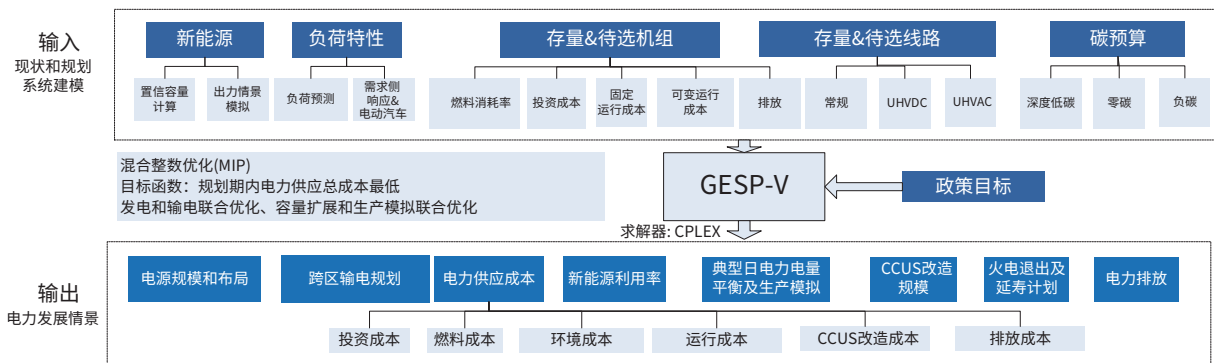 输入
现状和规划
系统建模
新能源
负荷特性
存量&待选机组
存量&待选线路
碳预算
置信容量
计算
出力情景
模拟
负荷预测
需求侧
响应&
电动汽车
燃料消耗率
投资成本
固定
运行成本
可变运行
成本
排放
常规
UHVDC
UHVAC
深度低碳
零碳
负碳
混合整数优化(MIP)
目标函数：规划期内电力供应总成本最低
发电和输电联合优化、容量扩展和生产模拟联合优化
GESP-V
政策目标
求解器: CPLEX
输出
电力发展情景
电源规模和布局
跨区输电规划
电力供应成本
新能源利用率
典型日电力电量
平衡及生产模拟
CCUS改造
规模
火电退出及
延寿计划
电力排放
投资成本
燃料成本
环境成本
运行成本
CCUS改造成本
排放成本